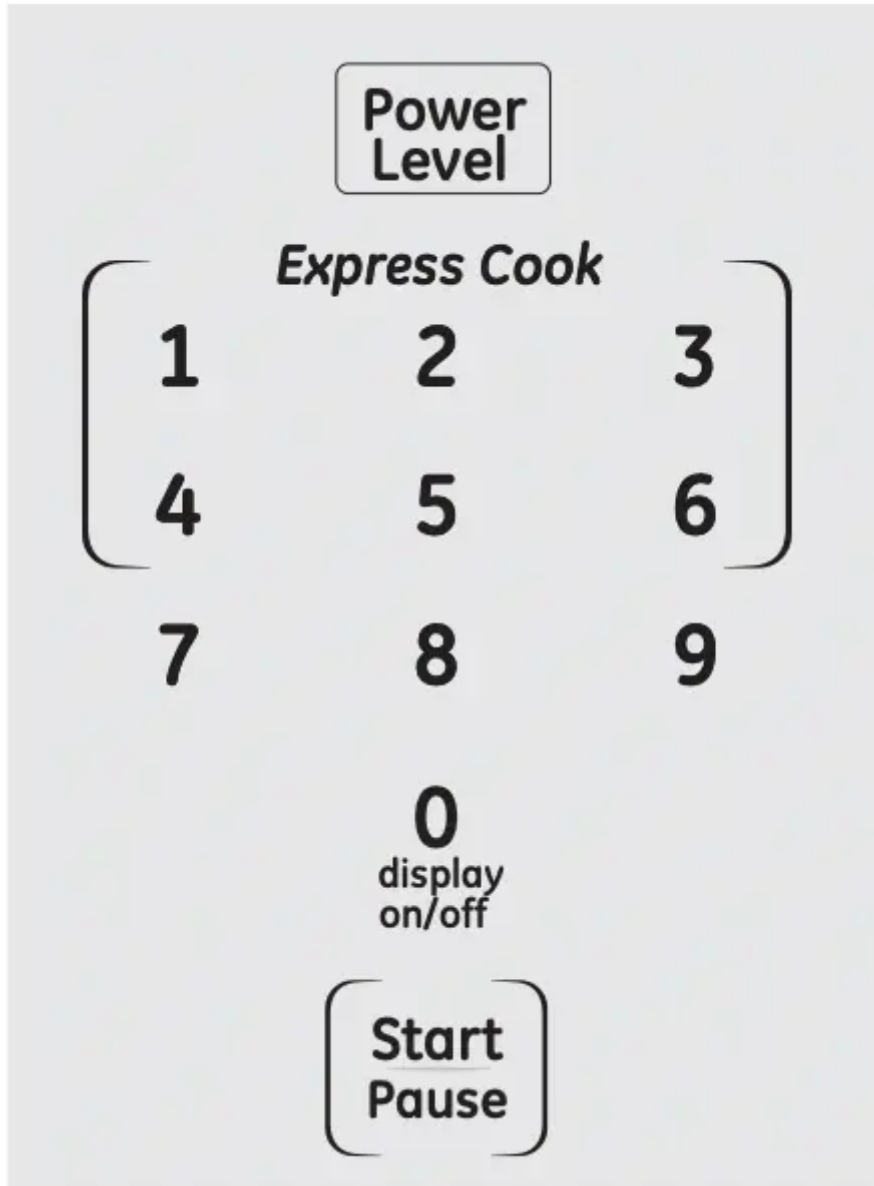 Power
Level
Express Cook
1 2 3
4 5 6
7 8 9
0
display
on/off
Start
Pause